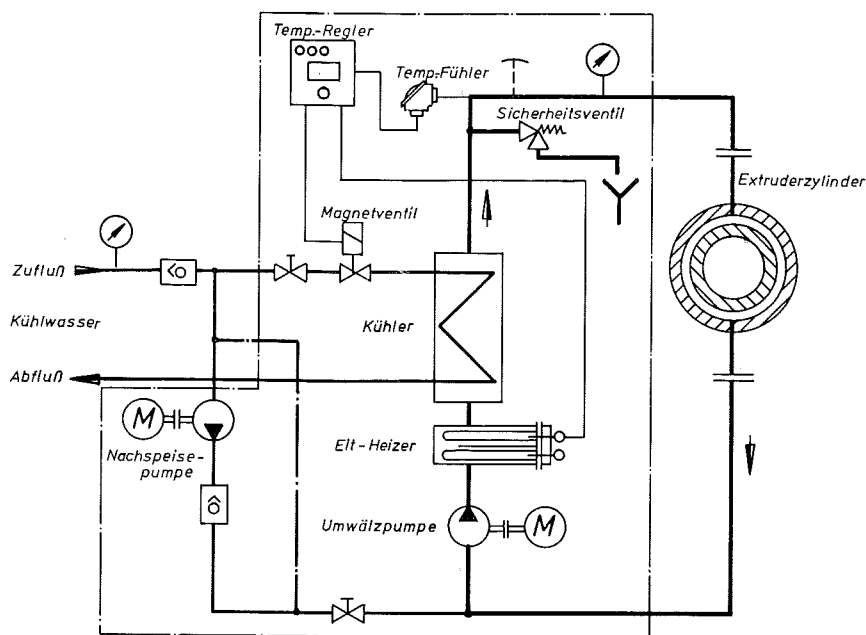 Temp.-Regler
Temp.-Fühler
Sicherheitsventil
Extruderzylinder
Magnetventil
Zufluß
Kühlwasser
Kühler
Abfluß
M
Elt-Heizer
Nachspeise-
pumpe
Umwälzpumpe
M